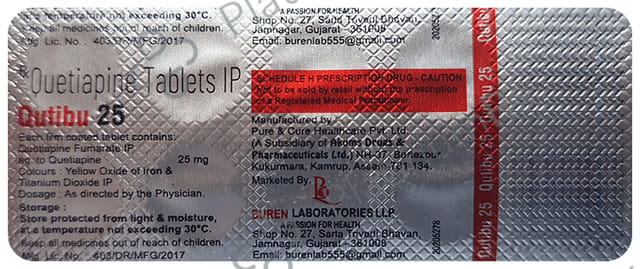 a temperature not exceeding 30°C.
Keep all medicines out of reach of children.
Mfg. Lic. No. : 403/DR/MFG/2017
Quetiapine Tablets IP
Qutibu 25
Each film coated tablet contains:
Quetiapine Fumarate IP
eq. to Quetiapine 25 mg
Colours : Yellow Oxide of Iron &
Titanium Dioxide IP
Dosage : As directed by the Physician.
Storage :
Store protected from light & moisture,
at a temperature not exceeding 30°C.
Keep all medicines out of reach of children.
Mfg. Lic. No. : 403/DR/MFG/2017
A PASSION FOR HEALTH
Shop No. 27, Sarla Trivedi Bhavan,
Jamnagar, Gujarat - 361008
Email: burenlab555@gmail.com
SCHEDULE H PRESCRIPTION DRUG - CAUTION
Not to be sold by retail without the prescription
of a Registered Medical Practitioner.
Manufactured by :
Pure & Cure Healthcare Pvt. Ltd.
(A Subsidiary of Akums Drugs &
Pharmaceuticals Ltd.) NH-37,
Kukurmara, Kamrup, Assam-781 134.
Marketed By.
BUREN LABORATORIES LLP
A PASSION FOR HEALTH
Shop No. 27, Sarla Trivedi Bhavan,
Jamnagar, Gujarat - 361008
Email: burenlab555@gmail.com
20205278
20205278
Qutibu 25 Qutibu 25 Qutibu 25